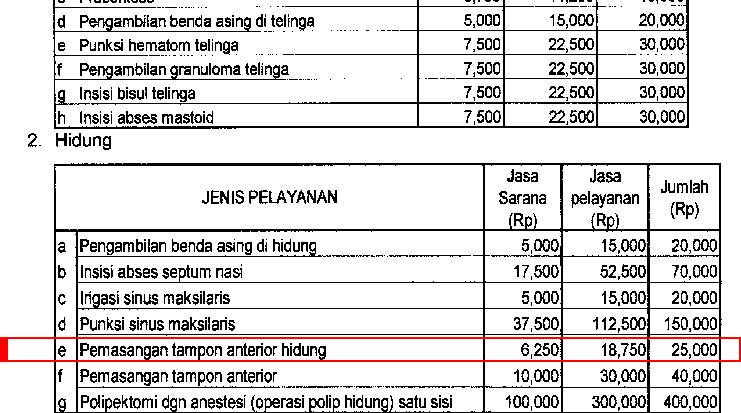 d Pengambilan benda asing di telinga 5,000 15,000 20,000
e Punksi hematom telinga 7,500 22,500 30,000
f Pengambilan granuloma telinga 7,500 22,500 30,000
g Insisi bisul telinga 7,500 22,500 30,000
h Insisi abses mastoid 7,500 22,500 30,000
2. Hidung
JENIS PELAYANAN Jasa Sarana (Rp) Jasa pelayanan (Rp) Jumlah (Rp)
a Pengambilan benda asing di hidung 5,000 15,000 20,000
b Insisi abses septum nasi 17,500 52,500 70,000
c Irigasi sinus maksilaris 5,000 15,000 20,000
d Punksi sinus maksilaris 37,500 112,500 150,000
e Pemasangan tampon anterior hidung 6,250 18,750 25,000
f Pemasangan tampon anterior 10,000 30,000 40,000
g Polipektomi dgn anestesi (operasi polip hidung) satu sisi 100,000 300,000 400,000